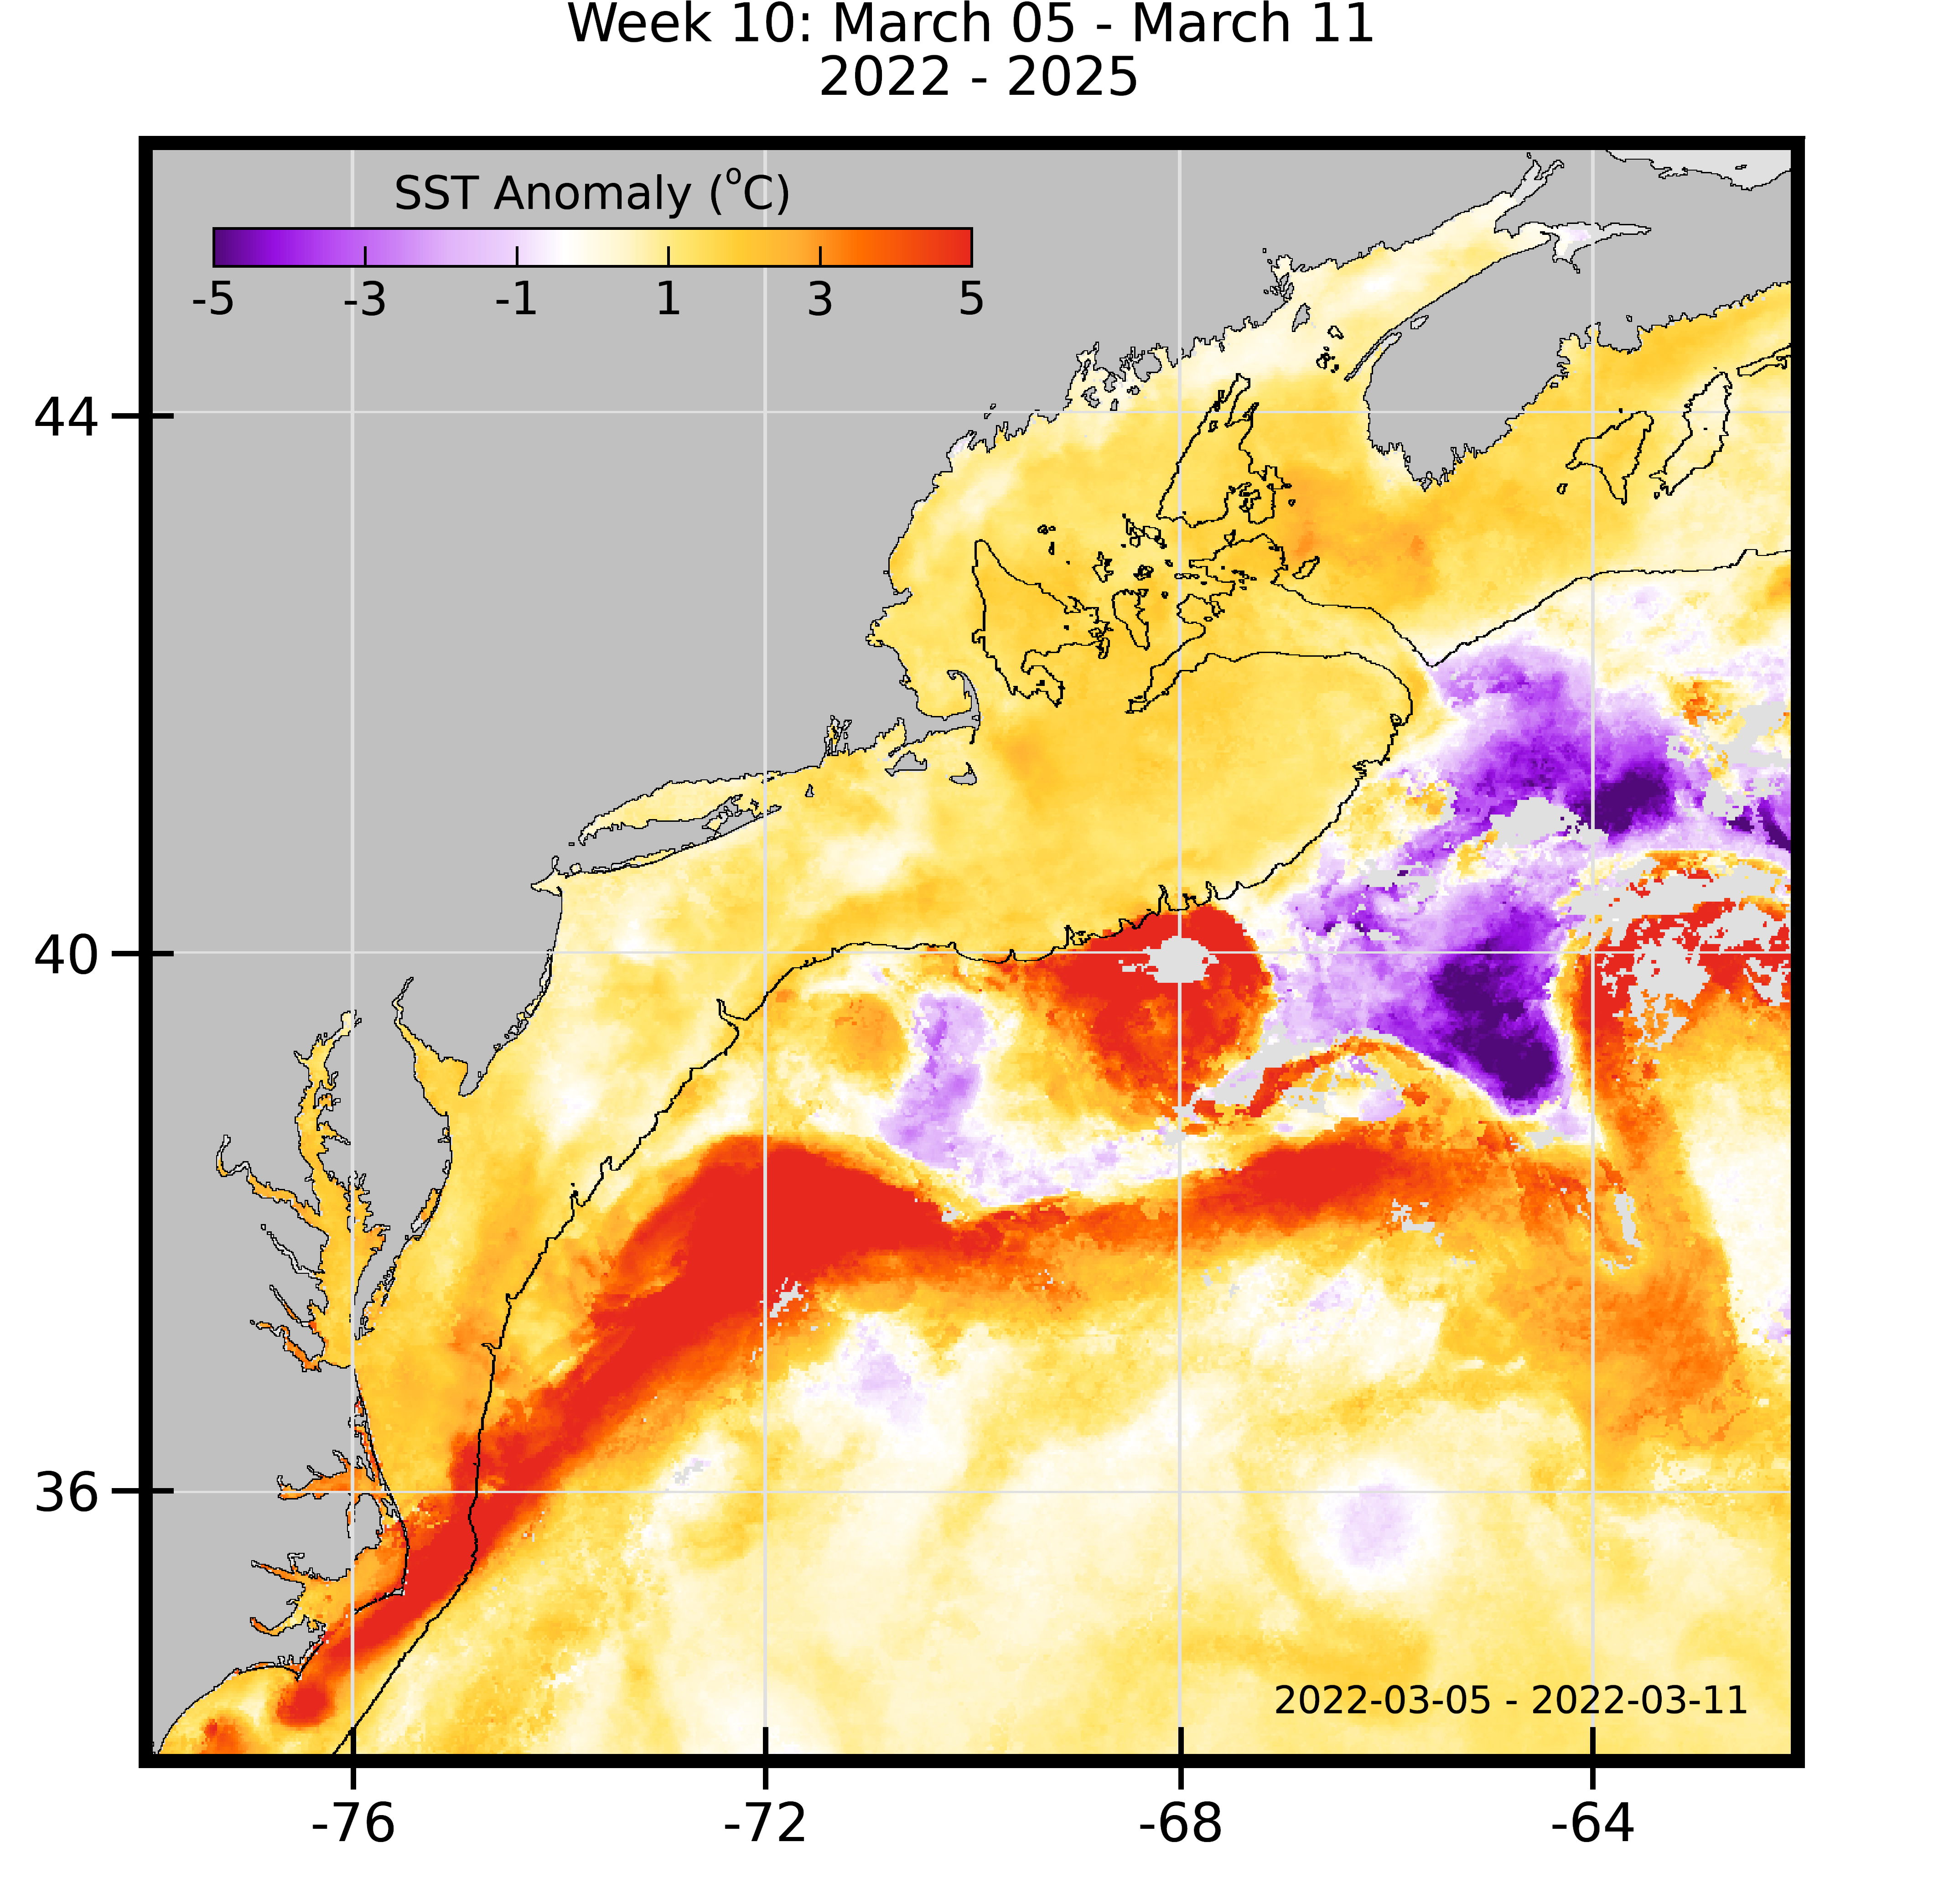 Week 10: March 05 - March 11
2022 - 2025
SST Anomaly (°C)
-5 -3 -1 1 3 5
44
40
36
2022-03-05 - 2022-03-11
-76 -72 -68 -64